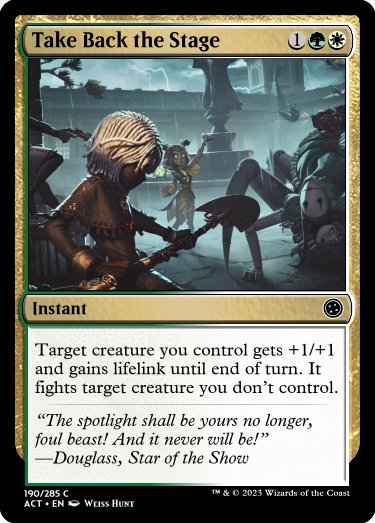 Take Back the Stage 1
Instant
Target creature you control gets +1/+1
and gains lifelink until end of turn. It
fights target creature you don’t control.
“The spotlight shall be yours no longer,
foul beast! And it never will be!”
—Douglass, Star of the Show
190/285 C
ACT • EN Weiss Hunt
™ & © 2023 Wizards of the Coast